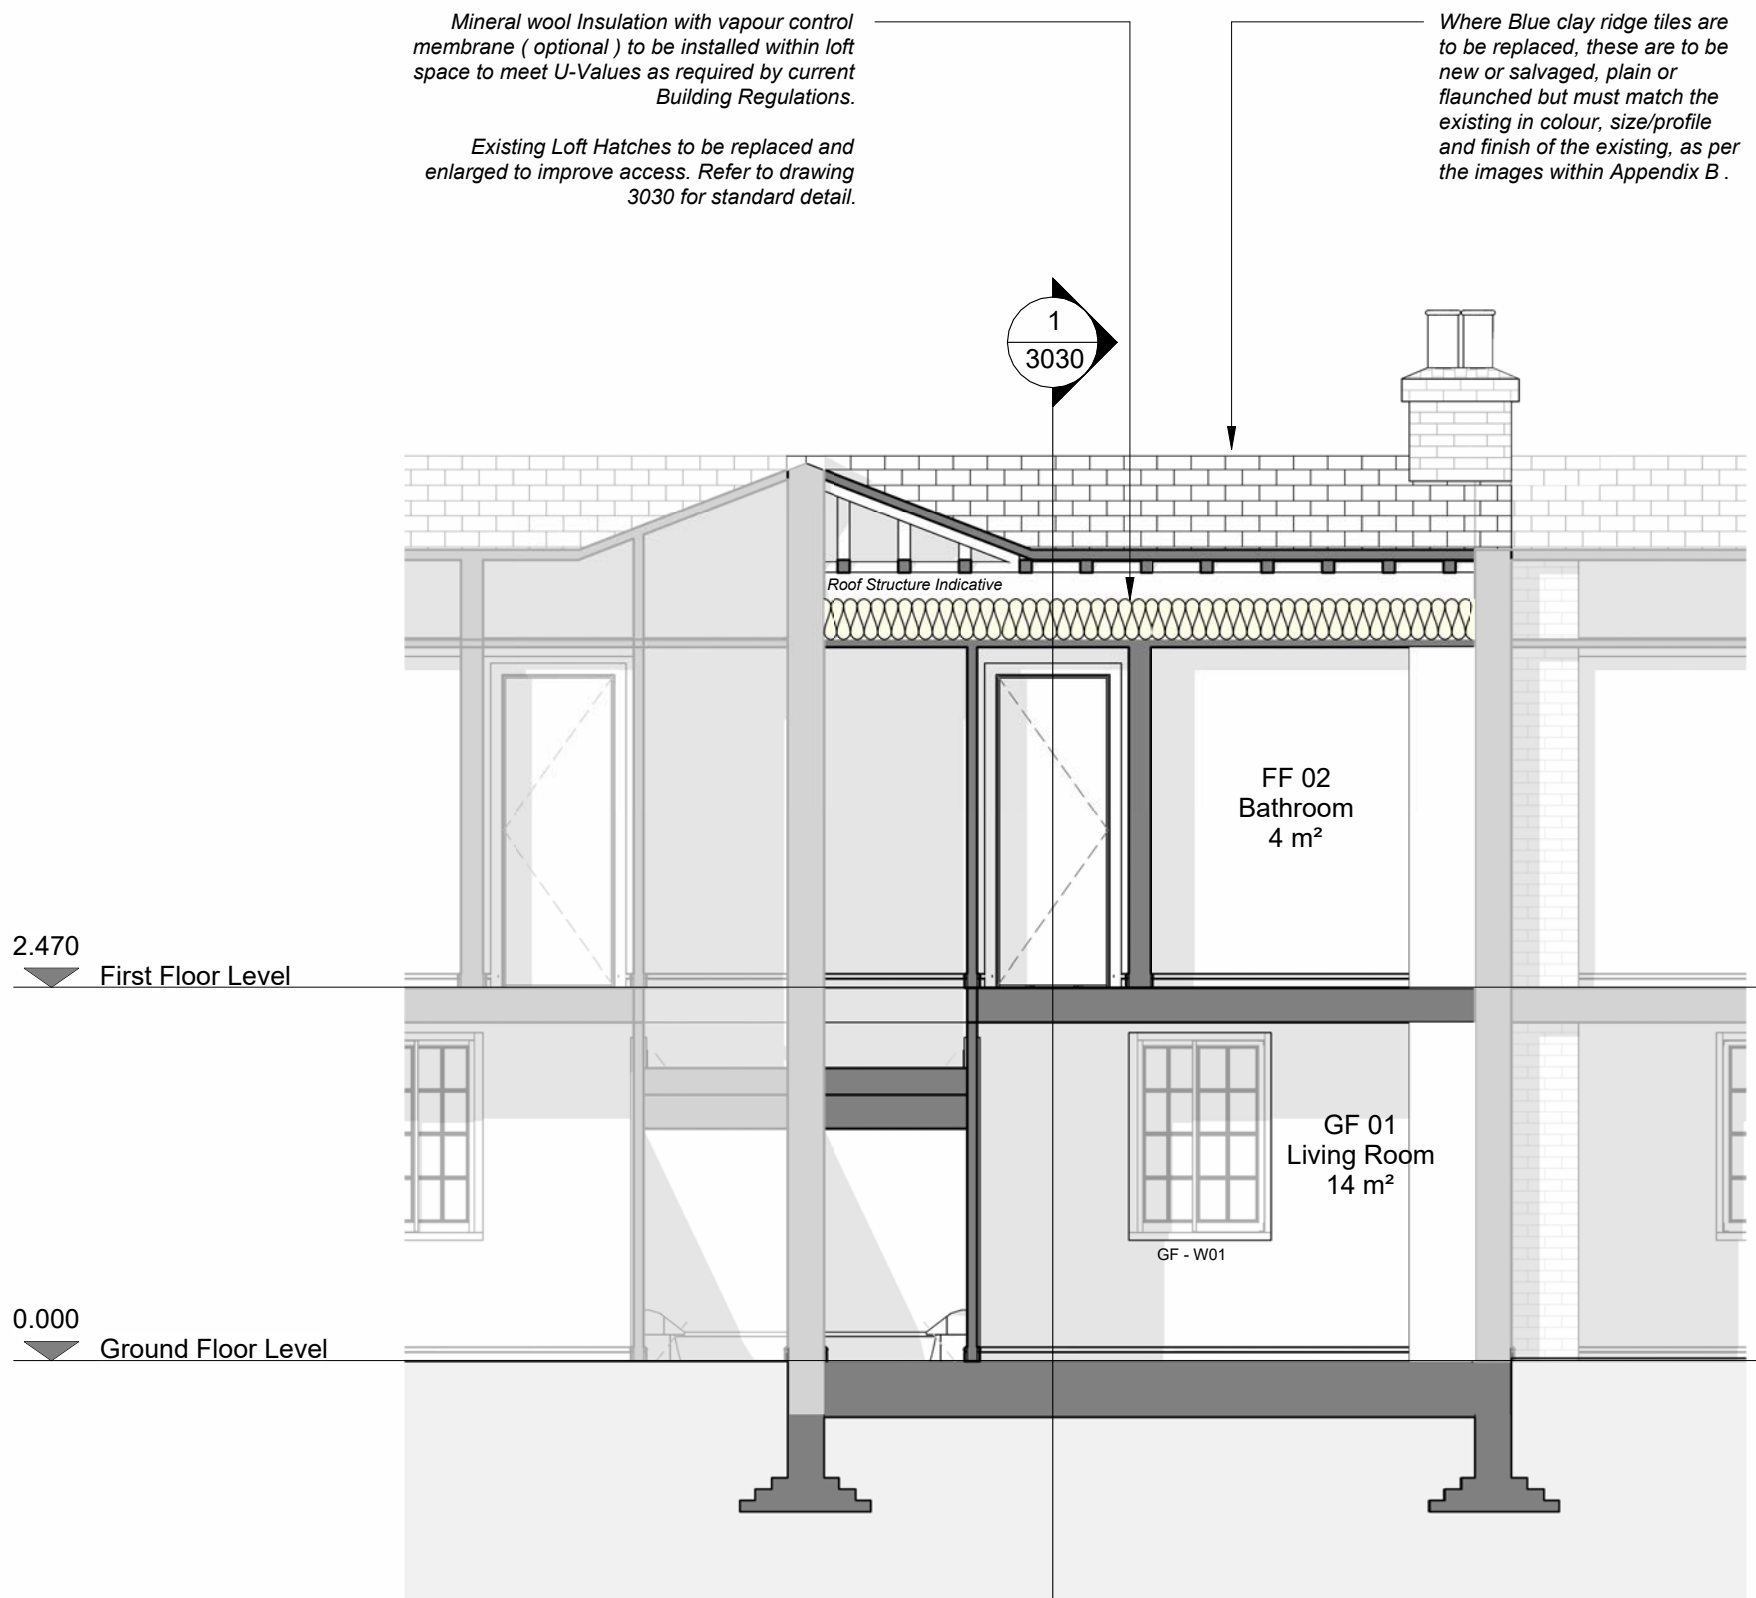 Mineral wool Insulation with vapour control
membrane ( optional ) to be installed within loft
space to meet U-Values as required by current
Building Regulations.
Existing Loft Hatches to be replaced and
enlarged to improve access. Refer to drawing
3030 for standard detail.
Where Blue clay ridge tiles are
to be replaced, these are to be
new or salvaged, plain or
flaunched but must match the
existing in colour, size/profile
and finish of the existing, as per
the images within Appendix B .
1
3030
Roof Structure Indicative
FF 02
Bathroom
4 m²
2.470
First Floor Level
GF 01
Living Room
14 m²
GF - W01
0.000
Ground Floor Level